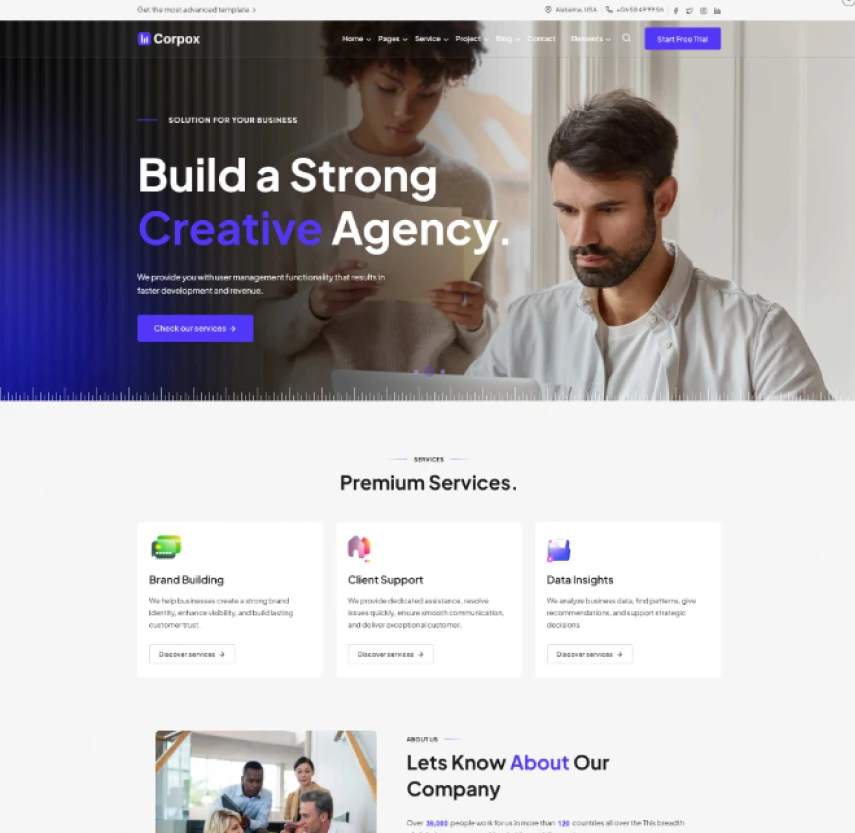 Get the most advanced template
Alabama, USA
+0658499956
Corpox
Home Pages Service Project Blog Contact Elements
Start Free Trial
SOLUTION FOR YOUR BUSINESS
Build a Strong
Creative Agency.
We provide you with user management functionality that results in
faster development and revenue.
Check our services →
SERVICES
Premium Services.
Brand Building
We help businesses create a strong brand
identity, enhance visibility, and build lasting
customer trust.
Discover services →
Client Support
We provide dedicated assistance, resolve
issues quickly, ensure smooth communication,
and deliver exceptional customer.
Discover services →
Data Insights
We analyze business data, find patterns, give
recommendations, and support strategic
decisions.
Discover services →
ABOUT US
Lets Know About Our
Company
Over 36,000 people work for us in more than 120 countries all over the This breadth